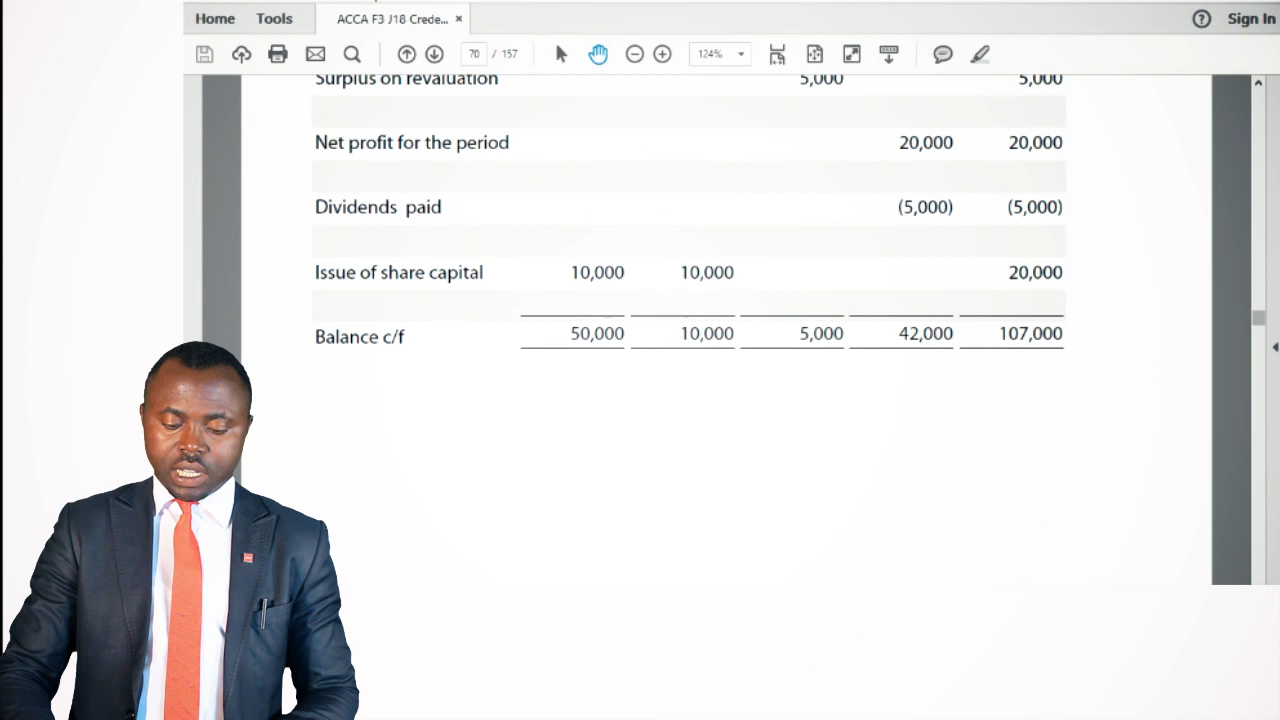 Home Tools ACCA F3 J18 Crede... × ? Sign In
70 / 157 124%
Surplus on revaluation 5,000 5,000
Net profit for the period 20,000 20,000
Dividends paid (5,000) (5,000)
Issue of share capital 10,000 10,000 20,000
Balance c/f 50,000 10,000 5,000 42,000 107,000